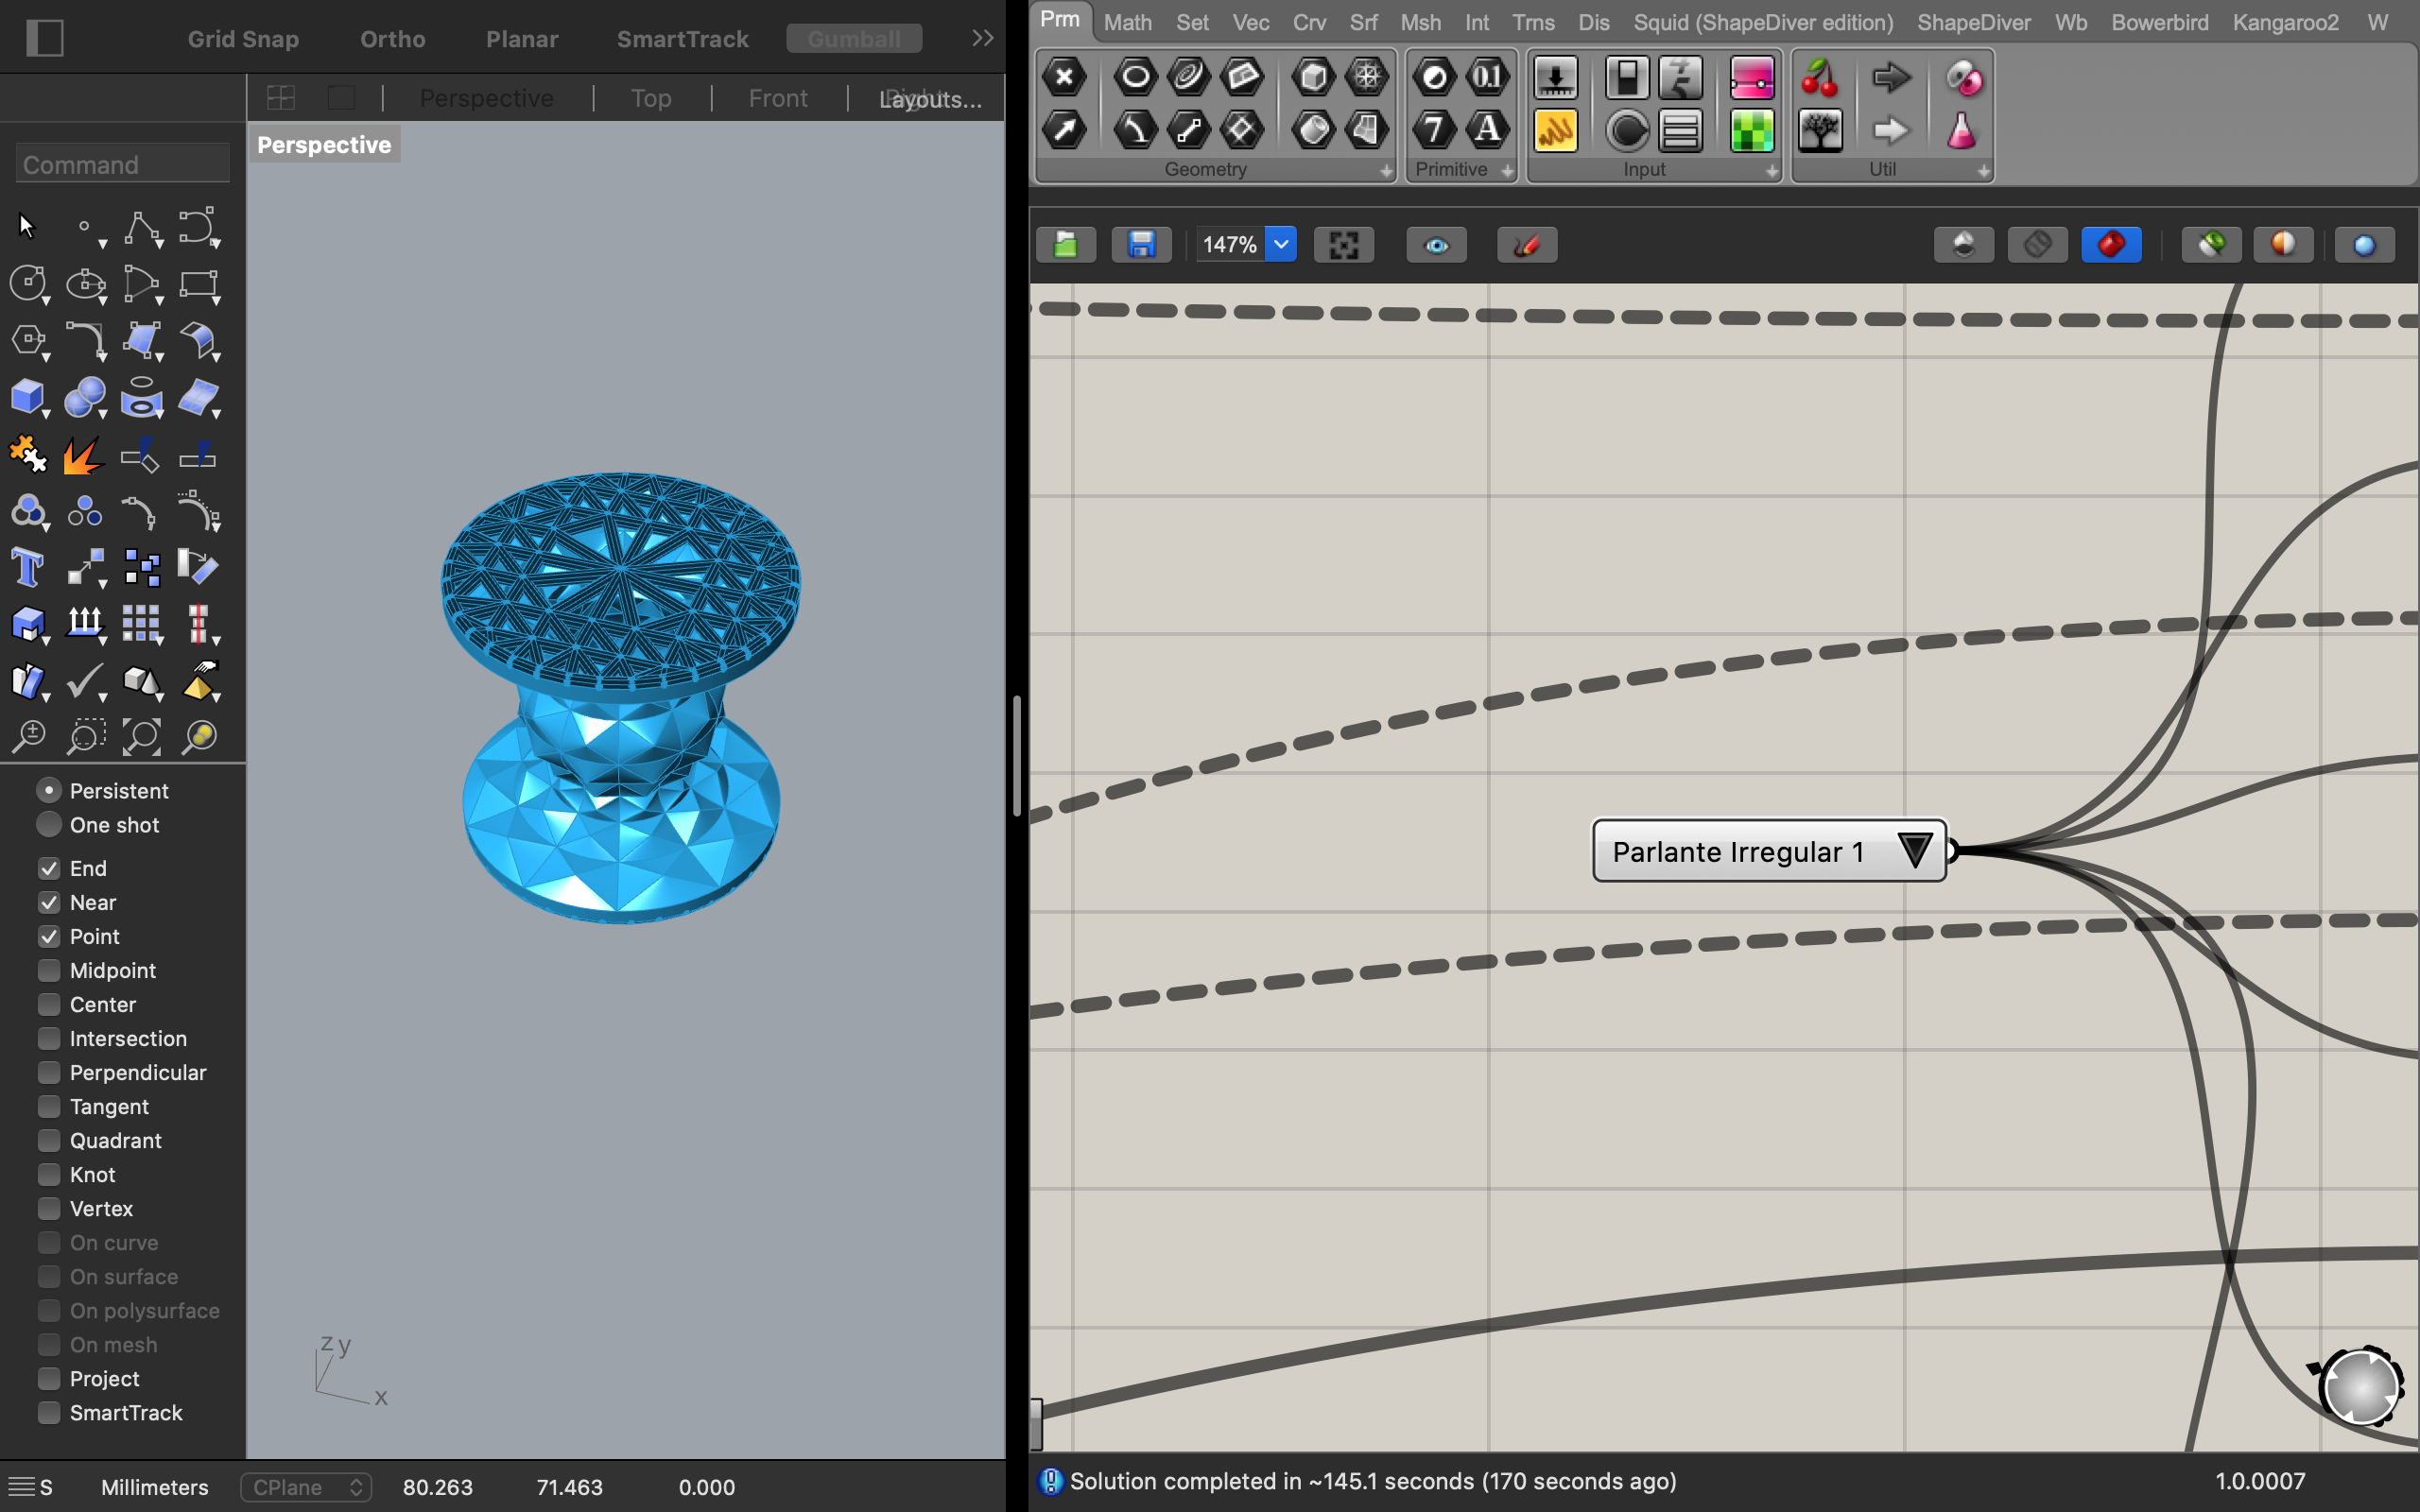 Grid Snap Ortho Planar SmartTrack Gumball
Perspective Top Front Layouts...
Perspective
Command
Persistent
One shot
End
Near
Point
Midpoint
Center
Intersection
Perpendicular
Tangent
Quadrant
Knot
Vertex
On curve
On surface
On polysurface
On mesh
Project
SmartTrack
z y
x
S Millimeters CPlane 80.263 71.463 0.000
Prm Math Set Vec Crv Srf Msh Int Trns Dis Squid (ShapeDiver edition) ShapeDiver Wb Bowerbird Kangaroo2 W
0.1
7 A
Geometry Primitive Input Util
147%
Parlante Irregular 1
Solution completed in ~145.1 seconds (170 seconds ago) 1.0.0007